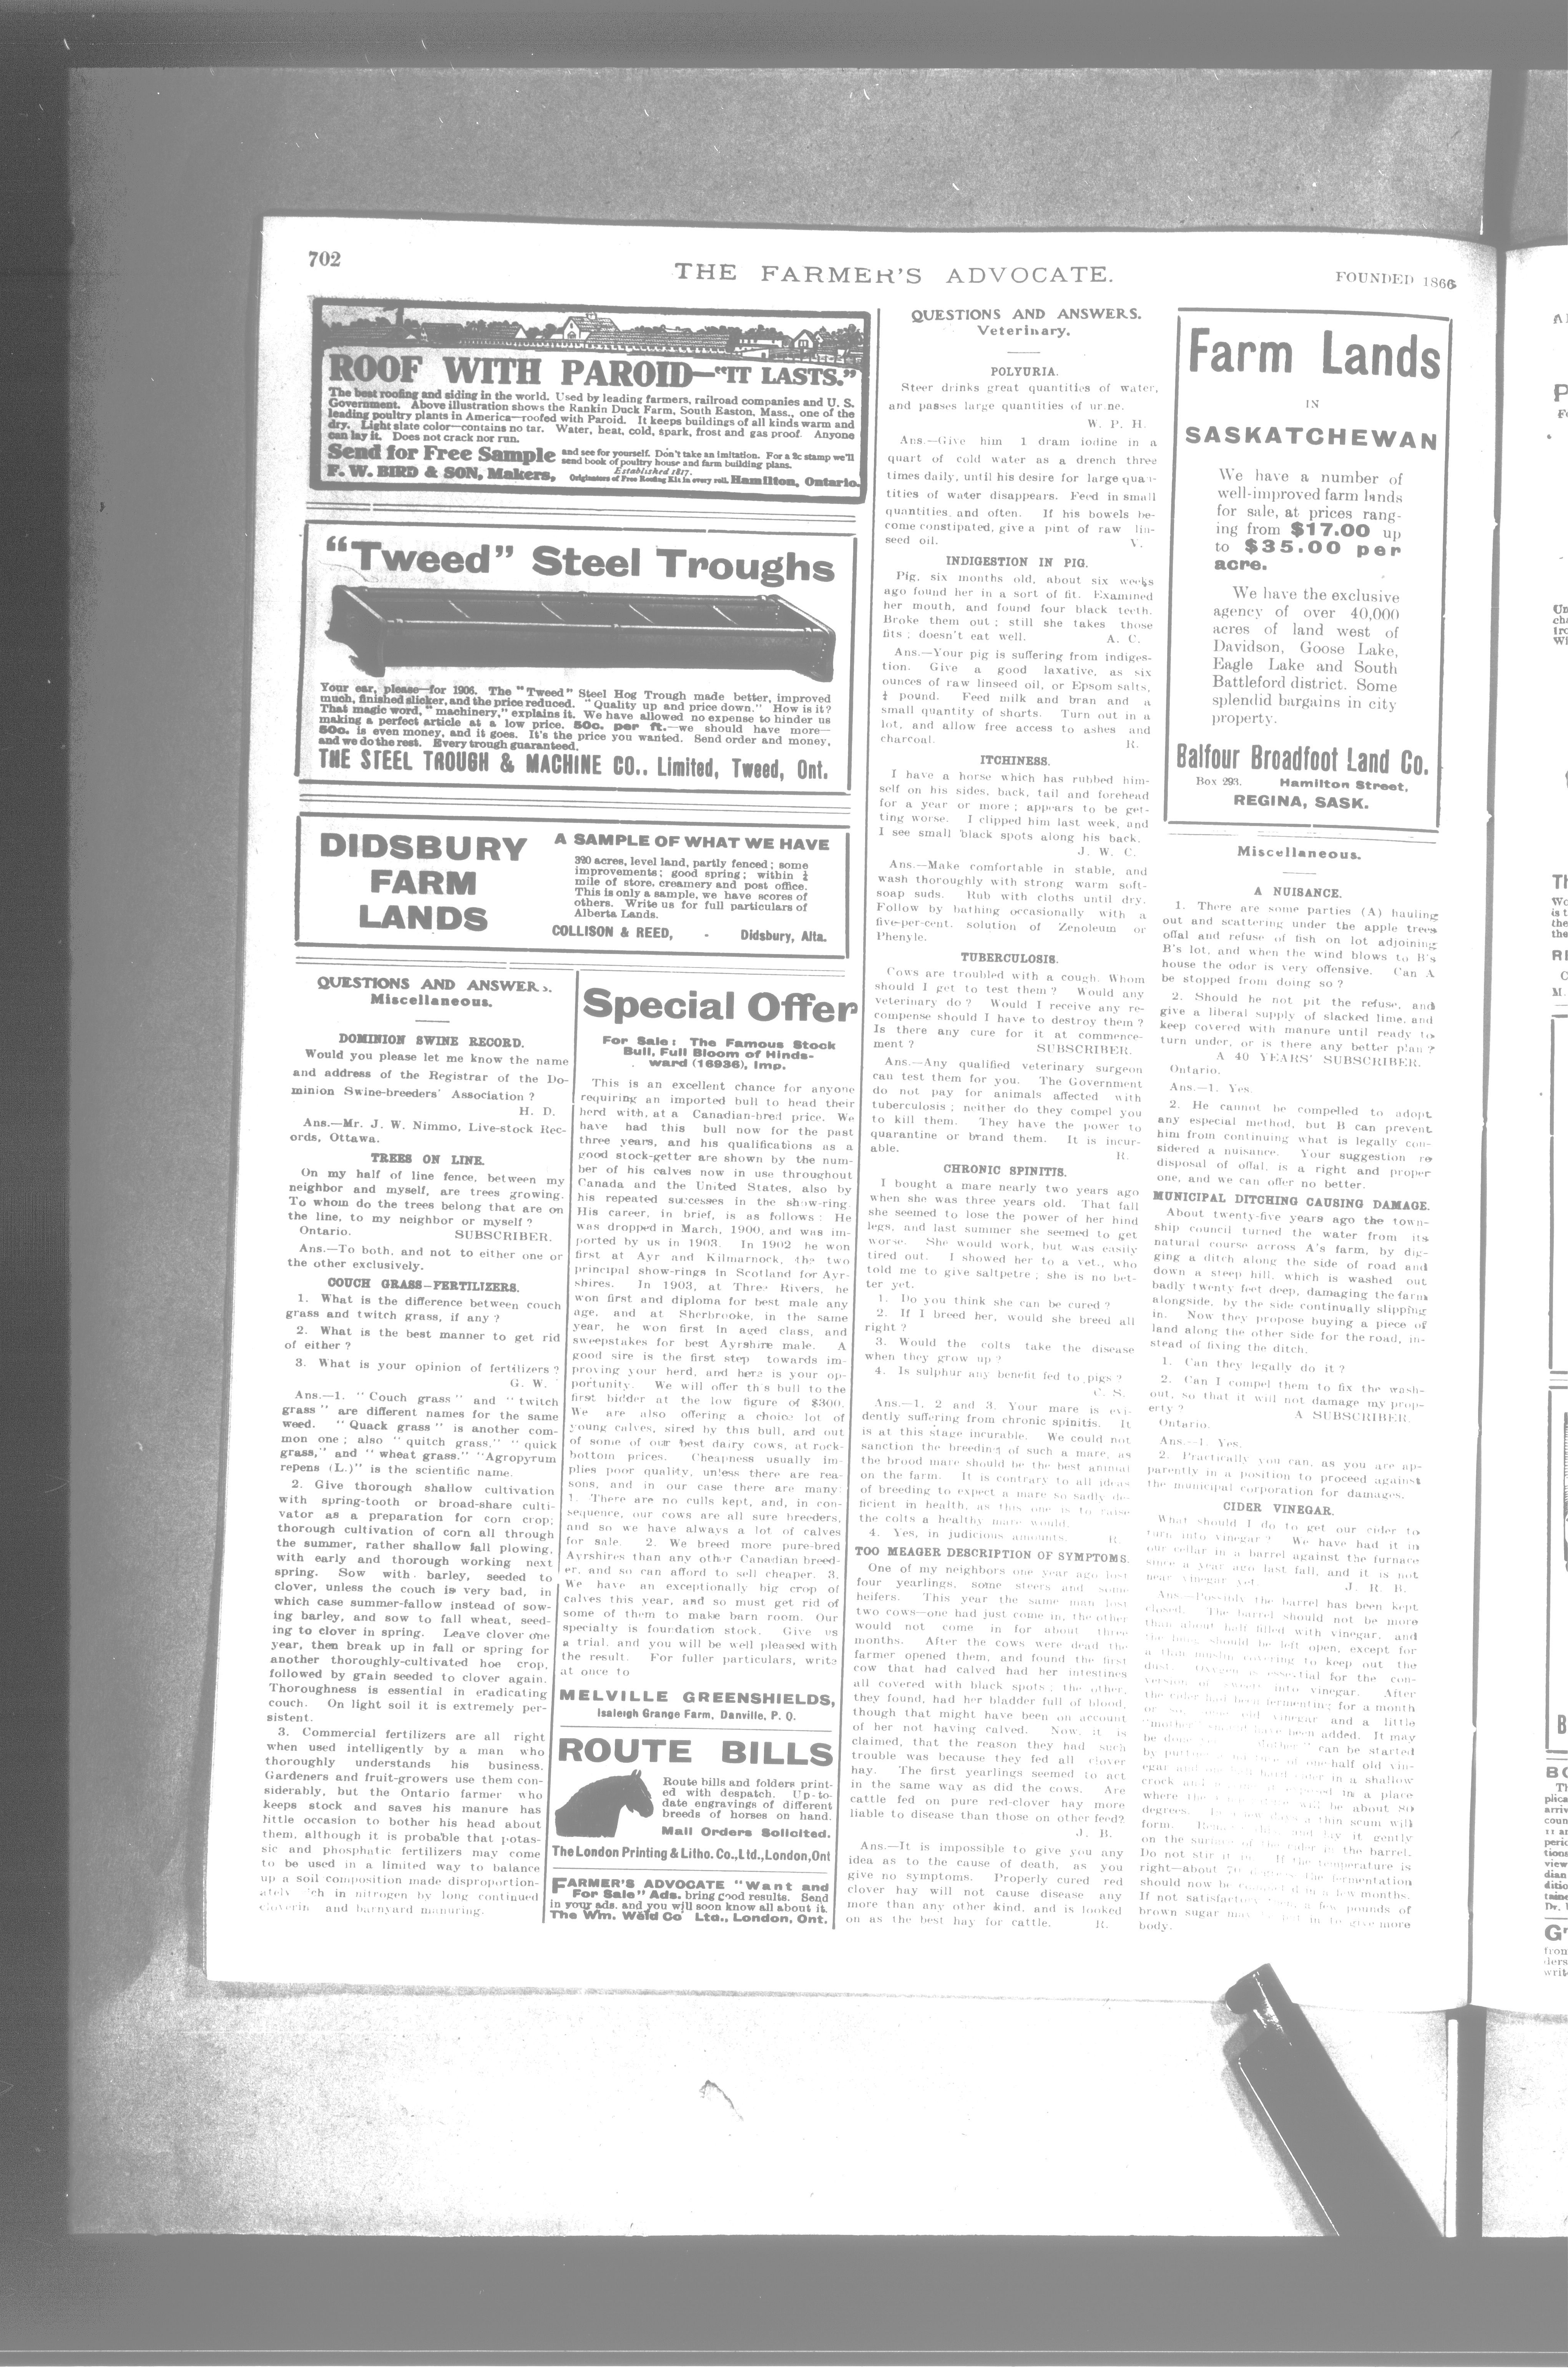 702
THE FARMER'S ADVOCATE.
FOUNDED 1866
ROOF WITH PAROID—"IT LASTS."
The best roofing and siding in the world. Used by leading farmers, railroad companies and U. S.
Government. Above illustration shows the Rankin Duck Farm, South Easton, Mass., one of the
leading poultry plants in America—roofed with Paroid. It keeps buildings of all kinds warm and
dry. Light slate color—contains no tar. Water, heat, cold, spark, frost and gas proof. Anyone
can lay it. Does not crack nor run.
Send for Free Sample and see for yourself. Don't take an imitation. For a 2c stamp we'll
send book of poultry house and farm building plans.
Established 1817.
F. W. BIRD & SON, Makers, Originators of Free Roofing Kit in every roll. Hamilton, Ontario.
"Tweed" Steel Troughs
Your ear, please—for 1906. The "Tweed" Steel Hog Trough made better, improved
much, finished slicker, and the price reduced. "Quality up and price down." How is it?
That magic word, "machinery," explains it. We have allowed no expense to hinder us
making a perfect article at a low price. 50c. per ft.—we should have more—
50c. is even money, and it goes. It's the price you wanted. Send order and money,
and we do the rest. Every trough guaranteed.
THE STEEL TROUGH & MACHINE CO., Limited, Tweed, Ont.
DIDSBURY
FARM
LANDS
A SAMPLE OF WHAT WE HAVE
320 acres, level land, partly fenced; some
improvements; good spring; within ½
mile of store, creamery and post office.
This is only a sample, we have scores of
others. Write us for full particulars of
Alberta Lands.
COLLISON & REED, - Didsbury, Alta.
QUESTIONS AND ANSWERS.
Miscellaneous.
DOMINION SWINE RECORD.
Would you please let me know the name
and address of the Registrar of the Do-
minion Swine-breeders' Association?
H. D.
Ans.—Mr. J. W. Nimmo, Live-stock Rec-
ords, Ottawa.
TREES ON LINE.
On my half of line fence, between my
neighbor and myself, are trees growing.
To whom do the trees belong that are on
the line, to my neighbor or myself?
Ontario. SUBSCRIBER.
Ans.—To both, and not to either one or
the other exclusively.
COUCH GRASS—FERTILIZERS.
1. What is the difference between couch
grass and twitch grass, if any?
2. What is the best manner to get rid
of either?
3. What is your opinion of fertilizers?
G. W.
Ans.—1. "Couch grass" and "twitch
grass" are different names for the same
weed. "Quack grass" is another com-
mon one; also "quitch grass," "quick
grass," and "wheat grass." "Agropyrum
repens (L.)" is the scientific name.
2. Give thorough shallow cultivation
with spring-tooth or broad-share culti-
vator as a preparation for corn crop;
thorough cultivation of corn all through
the summer, rather shallow fall plowing,
with early and thorough working next
spring. Sow with barley, seeded to
clover, unless the couch is very bad, in
which case summer-fallow instead of sow-
ing barley, and sow to fall wheat, seed-
ing to clover in spring. Leave clover one
year, then break up in fall or spring for
another thoroughly-cultivated hoe crop,
followed by grain seeded to clover again.
Thoroughness is essential in eradicating
couch. On light soil it is extremely per-
sistent.
3. Commercial fertilizers are all right
when used intelligently by a man who
thoroughly understands his business.
Gardeners and fruit-growers use them con-
siderably, but the Ontario farmer who
keeps stock and saves his manure has
little occasion to bother his head about
them, although it is probable that potas-
sic and phosphatic fertilizers may come
to be used in a limited way to balance
up a soil composition made disproportion-
ately rich in nitrogen by long continued
clovering and barnyard manuring.
Special Offer
For Sale: The Famous Stock
Bull, Full Bloom of Hinds-
ward (16936), Imp.
This is an excellent chance for anyone
requiring an imported bull to head their
herd with, at a Canadian-bred price. We
have had this bull now for the past
three years, and his qualifications as a
good stock-getter are shown by the num-
ber of his calves now in use throughout
Canada and the United States, also by
his repeated successes in the show-ring.
His career, in brief, is as follows: He
was dropped in March, 1900, and was im-
ported by us in 1903. In 1902 he won
first at Ayr and Kilmarnock, the two
principal show-rings in Scotland for Ayr-
shires. In 1903, at Three Rivers, he
won first and diploma for best male any
age, and at Sherbrooke, in the same
year, he won first in aged class, and
sweepstakes for best Ayrshire male. A
good sire is the first step towards im-
proving your herd, and here is your op-
portunity. We will offer this bull to the
first bidder at the low figure of $300.
We are also offering a choice lot of
young calves, sired by this bull, and out
of some of our best dairy cows, at rock-
bottom prices. Cheapness usually im-
plies poor quality, unless there are rea-
sons, and in our case there are many:
1. There are no culls kept, and, in con-
sequence, our cows are all sure breeders,
and so we have always a lot of calves
for sale. 2. We breed more pure-bred
Ayrshires than any other Canadian breed-
er, and so can afford to sell cheaper. 3.
We have an exceptionally big crop of
calves this year, and so must get rid of
some of them to make barn room. Our
specialty is foundation stock. Give us
a trial, and you will be well pleased with
the result. For fuller particulars, write
at once to
MELVILLE GREENSHIELDS,
Isaleigh Grange Farm, Danville, P. Q.
ROUTE BILLS
Route bills and folders print-
ed with despatch. Up-to-
date engravings of different
breeds of horses on hand.
Mail Orders Solicited.
The London Printing & Litho. Co., Ltd., London, Ont
FARMER'S ADVOCATE "Want and
For Sale" Ads. bring good results. Send
in your ads. and you will soon know all about it.
The Wm. Weld Co Ltd., London, Ont.
QUESTIONS AND ANSWERS.
Veterinary.
POLYURIA.
Steer drinks great quantities of water,
and passes large quantities of urine.
W. P. H.
Ans.—Give him 1 dram iodine in a
quart of cold water as a drench three
times daily, until his desire for large quan-
tities of water disappears. Feed in small
quantities and often. If his bowels be-
come constipated, give a pint of raw lin-
seed oil. V.
INDIGESTION IN PIG.
Pig, six months old, about six weeks
ago found her in a sort of fit. Examined
her mouth, and found four black teeth.
Broke them out; still she takes those
fits; doesn't eat well. A. C.
Ans.—Your pig is suffering from indiges-
tion. Give a good laxative, as six
ounces of raw linseed oil, or Epsom salts,
¼ pound. Feed milk and bran and a
small quantity of shorts. Turn out in a
lot, and allow free access to ashes and
charcoal. R.
ITCHINESS.
I have a horse which has rubbed him-
self on his sides, back, tail and forehead
for a year or more; appears to be get-
ting worse. I clipped him last week, and
I see small black spots along his back.
J. W. C.
Ans.—Make comfortable in stable, and
wash thoroughly with strong warm soft-
soap suds. Rub with cloths until dry.
Follow by bathing occasionally with a
five-per-cent. solution of Zenoleum or
Phenyle.
TUBERCULOSIS.
Cows are troubled with a cough. Whom
should I get to test them? Would any
veterinary do? Would I receive any re-
compense should I have to destroy them?
Is there any cure for it at commence-
ment? SUBSCRIBER.
Ans.—Any qualified veterinary surgeon
can test them for you. The Government
do not pay for animals affected with
tuberculosis; neither do they compel you
to kill them. They have the power to
quarantine or brand them. It is incur-
able. R.
CHRONIC SPINITIS.
I bought a mare nearly two years ago
when she was three years old. That fall
she seemed to lose the power of her hind
legs, and last summer she seemed to get
worse. She would work, but was easily
tired out. I showed her to a vet., who
told me to give saltpetre; she is no bet-
ter yet.
1. Do you think she can be cured?
2. If I breed her, would she breed all
right?
3. Would the colts take the disease
when they grow up?
4. Is sulphur any benefit fed to pigs?
C. S.
Ans.—1, 2 and 3. Your mare is evi-
dently suffering from chronic spinitis. It
is at this stage incurable. We could not
sanction the breeding of such a mare, as
the brood mare should be the best animal
on the farm. It is contrary to all ideas
of breeding to expect a mare so sadly de-
ficient in health, as this one is to raise
the colts a healthy mare would.
4. Yes, in judicious amounts. R.
TOO MEAGER DESCRIPTION OF SYMPTOMS.
One of my neighbors one year ago lost
four yearlings, some steers and some
heifers. This year the same man lost
two cows—one had just come in, the other
would not come in for about three
months. After the cows were dead the
farmer opened them, and found the first
cow that had calved had her intestines
all covered with black spots; the other,
they found, had her bladder full of blood,
though that might have been on account
of her not having calved. Now, it is
claimed, that the reason they had such
trouble was because they fed all clover
hay. The first yearlings seemed to act
in the same way as did the cows. Are
cattle fed on pure red-clover hay more
liable to disease than those on other feed?
J. B.
Ans.—It is impossible to give you any
idea as to the cause of death, as you
give no symptoms. Properly cured red
clover hay will not cause disease any
more than any other kind, and is looked
on as the best hay for cattle. R.
Farm Lands
IN
SASKATCHEWAN
We have a number of
well-improved farm lands
for sale, at prices rang-
ing from $17.00 up
to $35.00 per
acre.
We have the exclusive
agency of over 40,000
acres of land west of
Davidson, Goose Lake,
Eagle Lake and South
Battleford district. Some
splendid bargains in city
property.
Balfour Broadfoot Land Co.
Box 293. Hamilton Street,
REGINA, SASK.
Miscellaneous.
A NUISANCE.
1. There are some parties (A) hauling
out and scattering under the apple trees
offal and refuse of fish on lot adjoining
B's lot, and when the wind blows to B's
house the odor is very offensive. Can A
be stopped from doing so?
2. Should he not pit the refuse, and
give a liberal supply of slacked lime, and
keep covered with manure until ready to
turn under, or is there any better plan?
A 40 YEARS' SUBSCRIBER.
Ontario.
Ans.—1. Yes.
2. He cannot be compelled to adopt
any especial method, but B can prevent
him from continuing what is legally con-
sidered a nuisance. Your suggestion re
disposal of offal, is a right and proper
one, and we can offer no better.
MUNICIPAL DITCHING CAUSING DAMAGE.
About twenty-five years ago the town-
ship council turned the water from its
natural course across A's farm, by dig-
ging a ditch along the side of road and
down a steep hill, which is washed out
badly twenty feet deep, damaging the farm
alongside, by the side continually slipping
in. Now they propose buying a piece of
land along the other side for the road, in-
stead of fixing the ditch.
1. Can they legally do it?
2. Can I compel them to fix the wash-
out, so that it will not damage my prop-
erty? A SUBSCRIBER.
Ontario.
Ans.—1. Yes.
2. Practically you can, as you are ap-
parently in a position to proceed against
the municipal corporation for damages.
CIDER VINEGAR.
What should I do to get our cider to
turn into vinegar? We have had it in
our cellar in a barrel against the furnace
since a year ago last fall, and it is not
near vinegar yet. J. R. B.
Ans.—Possibly the barrel has been kept
closed. The barrel should not be more
than about half filled with vinegar, and
the bung should be left open, except for
a thin muslin covering to keep out the
dust. Oxygen is essential for the con-
version of sweets into vinegar. After
the cider had been fermenting for a month
or so, some old vinegar and a little
"mother" should have been added. It may
be done "Mother" can be started
by putting one half old vin-
egar and cider in a shallow
crock and in a place
where the will be about 80
degrees. In a few days a thin scum will
form. and lay it gently
on the surface of the cider in the barrel.
Do not stir it in. If the temperature is
right—about 70 degrees, the fermentation
should now be in a few months.
If not satisfactory a few pounds of
brown sugar may be put in to give more
body.